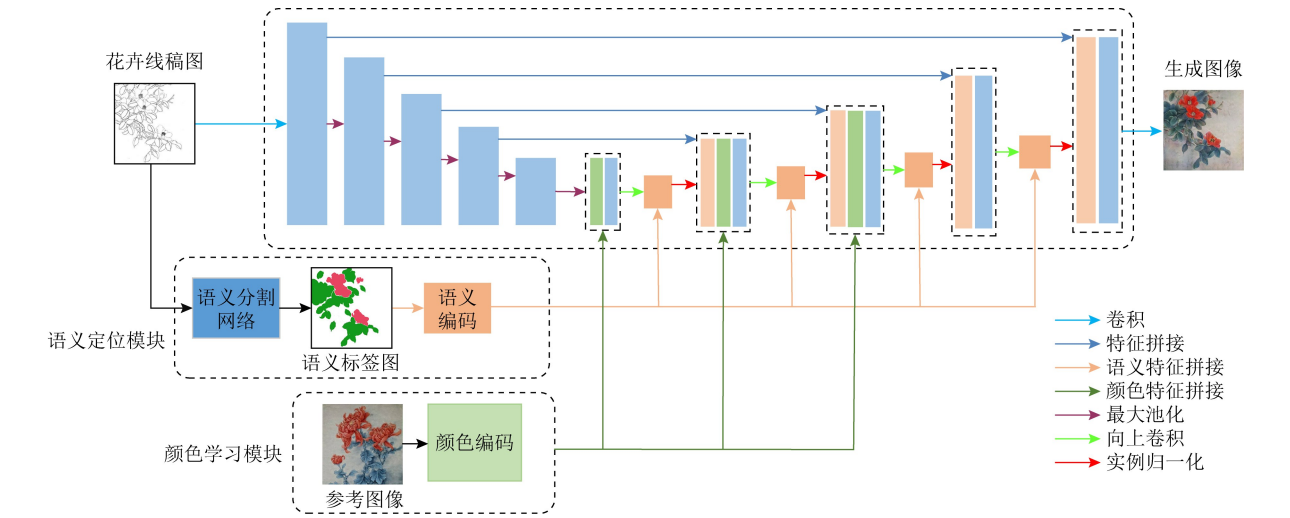 花卉线稿图
生成图像
语义分割
网络
语义
编码
语义定位模块
语义标签图
颜色编码
颜色学习模块
参考图像
卷积
特征拼接
语义特征拼接
颜色特征拼接
最大池化
向上卷积
实例归一化